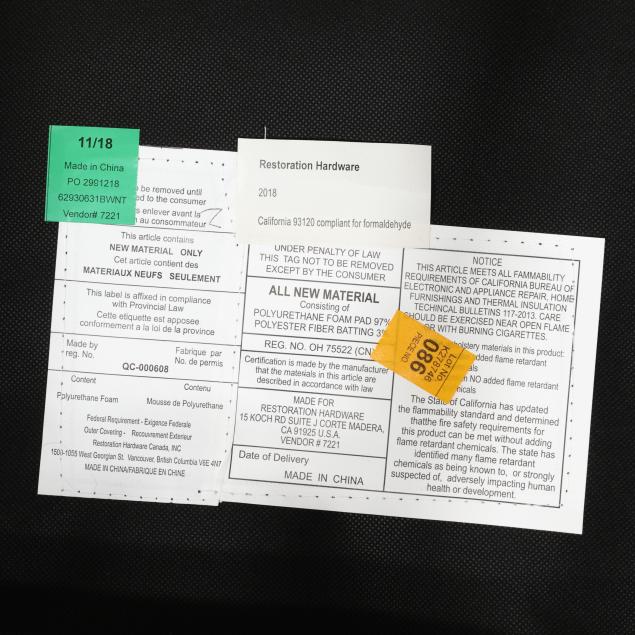 11/18
Made in China
PO 2991218
62930631BWNT
Vendor# 7221
be removed until
ed to the consumer
enlever avant la
au consommateur
This article contains
NEW MATERIAL ONLY
Cet article contient des
MATERIAUX NEUFS SEULEMENT
This label is affixed in compliance
with Provincial Law
Cette etiquette est apposee
conformement a la loi de la province
Made by
reg. No.
Fabrique par
No. de permis
QC-000608
Content
Contenu
Polyurethane Foam
Mousse de Polyurethane
Federal Requirement - Exigence Federale
Outer Covering - Recouvrement Exterieur
Restoration Hardware Canada, INC
1600-1055 West Georgian St. Vancouver, British Columbia V6E 4N7
MADE IN CHINA/FABRIQUE EN CHINE
Restoration Hardware
2018
California 93120 compliant for formaldehyde
UNDER PENALTY OF LAW
THIS TAG NOT TO BE REMOVED
EXCEPT BY THE CONSUMER
ALL NEW MATERIAL
Consisting of
POLYURETHANE FOAM PAD 97%
POLYESTER FIBER BATTING 3%
REG. NO. OH 75522 (CN)
Certification is made by the manufacturer
that the materials in this article are
described in accordance with law
MADE FOR
RESTORATION HARDWARE
15 KOCH RD SUITE J CORTE MADERA,
CA 91925 U.S.A.
VENDOR # 7221
Date of Delivery
MADE IN CHINA
NOTICE
THIS ARTICLE MEETS ALL FAMMABILITY
REQUIREMENTS OF CALIFORNIA BUREAU OF
ELECTRONIC AND APPLIANCE REPAIR, HOME
FURNISHINGS AND THERMAL INSULATION
TECHINCAL BULLETINS 117-2013. CARE
SHOULD BE EXERCISED NEAR OPEN FLAME
OR WITH BURNING CIGARETTES.
olstery materials in this product:
added flame retardant
cals
n NO added flame retardant
micals
The State of California has updated
the flammability standard and determined
thatthe fire safety requirements for
this product can be met without adding
flame retardant chemicals. The state has
identified many flame retardant
chemicals as being known to, or strongly
suspected of, adversely impacting human
health or development.
Lot No
K278746
086
PIECE NO